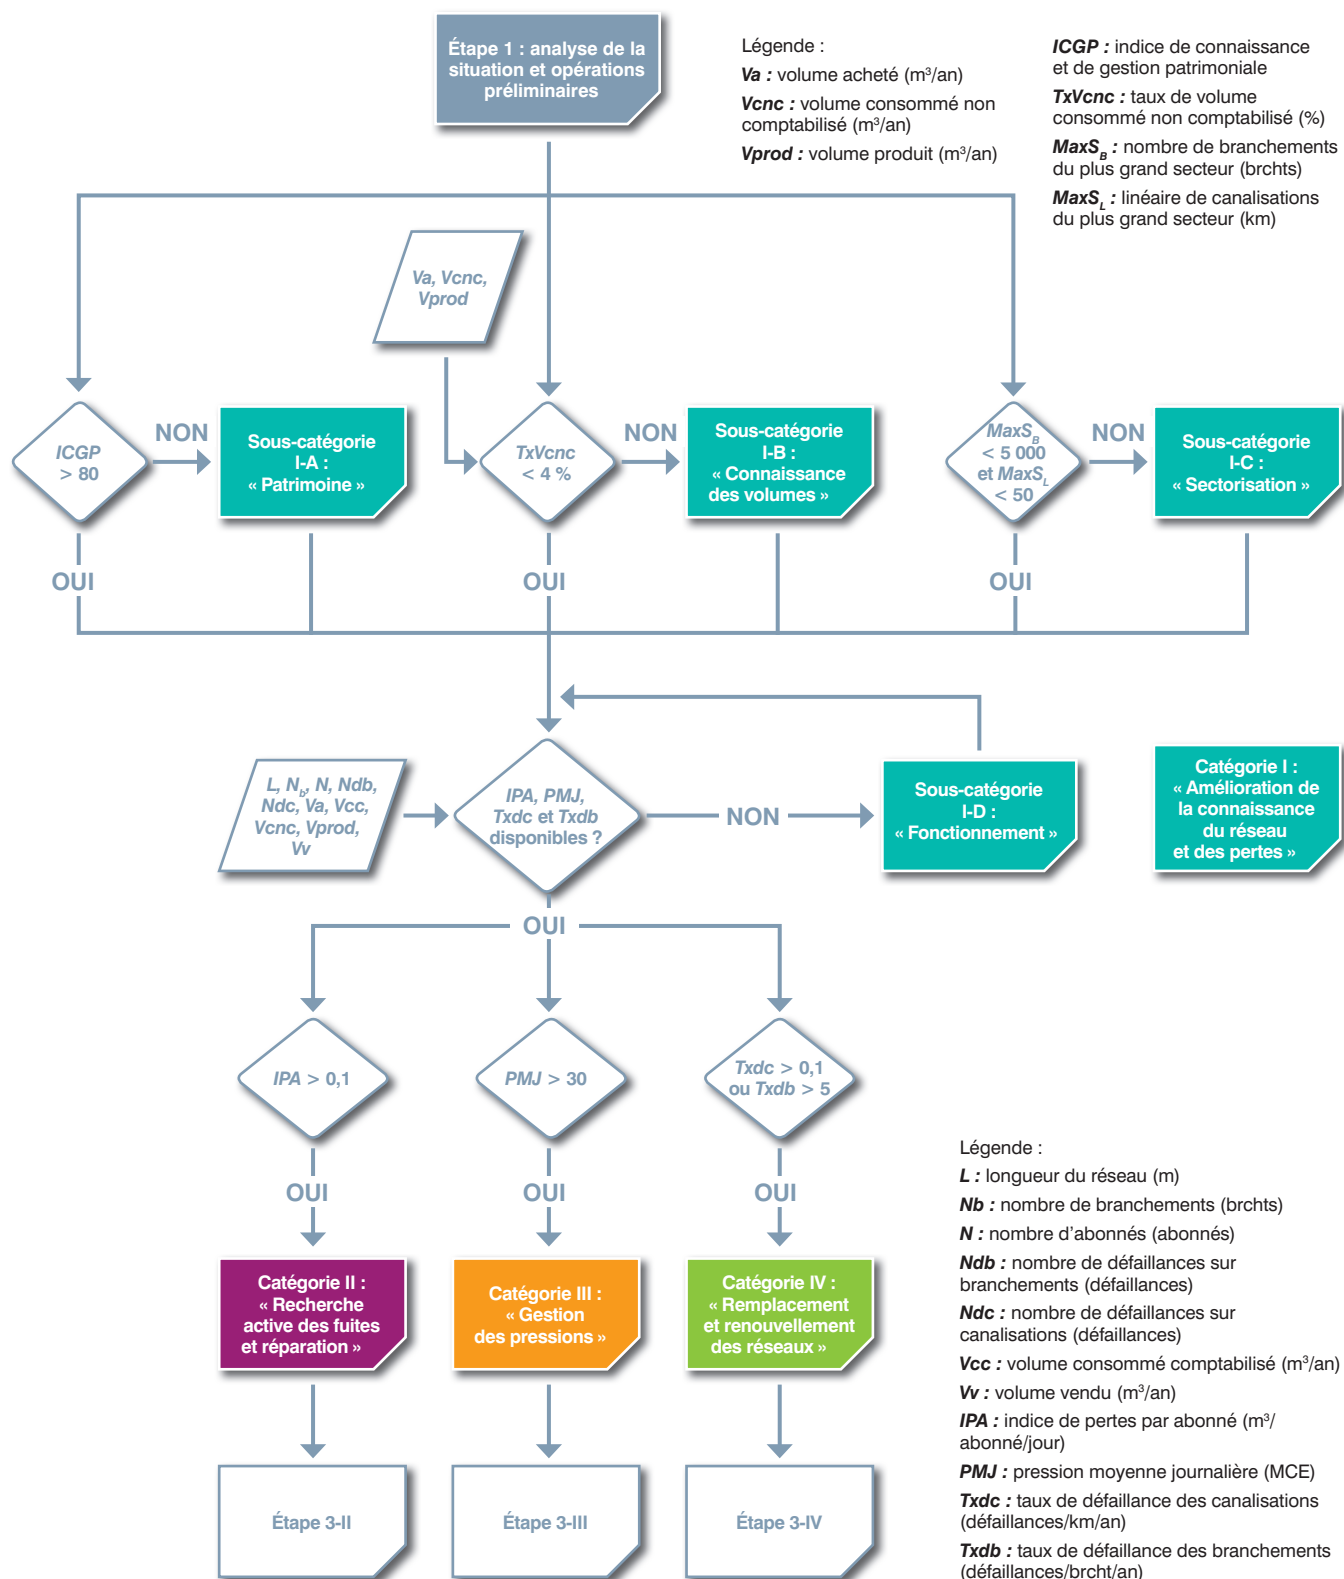 Étape 1 : analyse de la
situation et opérations
préliminaires
Légende :
Va : volume acheté (m³/an)
Vcnc : volume consommé non
comptabilisé (m³/an)
Vprod : volume produit (m³/an)
ICGP : indice de connaissance
et de gestion patrimoniale
TxVcnc : taux de volume
consommé non comptabilisé (%)
MaxS_B : nombre de branchements
du plus grand secteur (brchts)
MaxS_L : linéaire de canalisations
du plus grand secteur (km)
Va, Vcnc,
Vprod
ICGP
> 80
NON
Sous-catégorie
I-A :
« Patrimoine »
TxVcnc
< 4 %
NON
Sous-catégorie
I-B :
« Connaissance
des volumes »
MaxS_B
< 5 000
et MaxS_L
< 50
NON
Sous-catégorie
I-C :
« Sectorisation »
OUI
OUI
OUI
L, N_b, N, Ndb,
Ndc, Va, Vcc,
Vcnc, Vprod,
Vv
IPA, PMJ,
Txdc et Txdb
disponibles ?
NON
Sous-catégorie
I-D :
« Fonctionnement »
Catégorie I :
« Amélioration de
la connaissance
du réseau
et des pertes »
OUI
IPA > 0,1
PMJ > 30
Txdc > 0,1
ou Txdb > 5
OUI
OUI
OUI
Catégorie II :
« Recherche
active des fuites
et réparation »
Catégorie III :
« Gestion
des pressions »
Catégorie IV :
« Remplacement
et renouvellement
des réseaux »
Étape 3-II
Étape 3-III
Étape 3-IV
Légende :
L : longueur du réseau (m)
Nb : nombre de branchements (brchts)
N : nombre d'abonnés (abonnés)
Ndb : nombre de défaillances sur
branchements (défaillances)
Ndc : nombre de défaillances sur
canalisations (défaillances)
Vcc : volume consommé comptabilisé (m³/an)
Vv : volume vendu (m³/an)
IPA : indice de pertes par abonné (m³/
abonné/jour)
PMJ : pression moyenne journalière (MCE)
Txdc : taux de défaillance des canalisations
(défaillances/km/an)
Txdb : taux de défaillance des branchements
(défaillances/brcht/an)